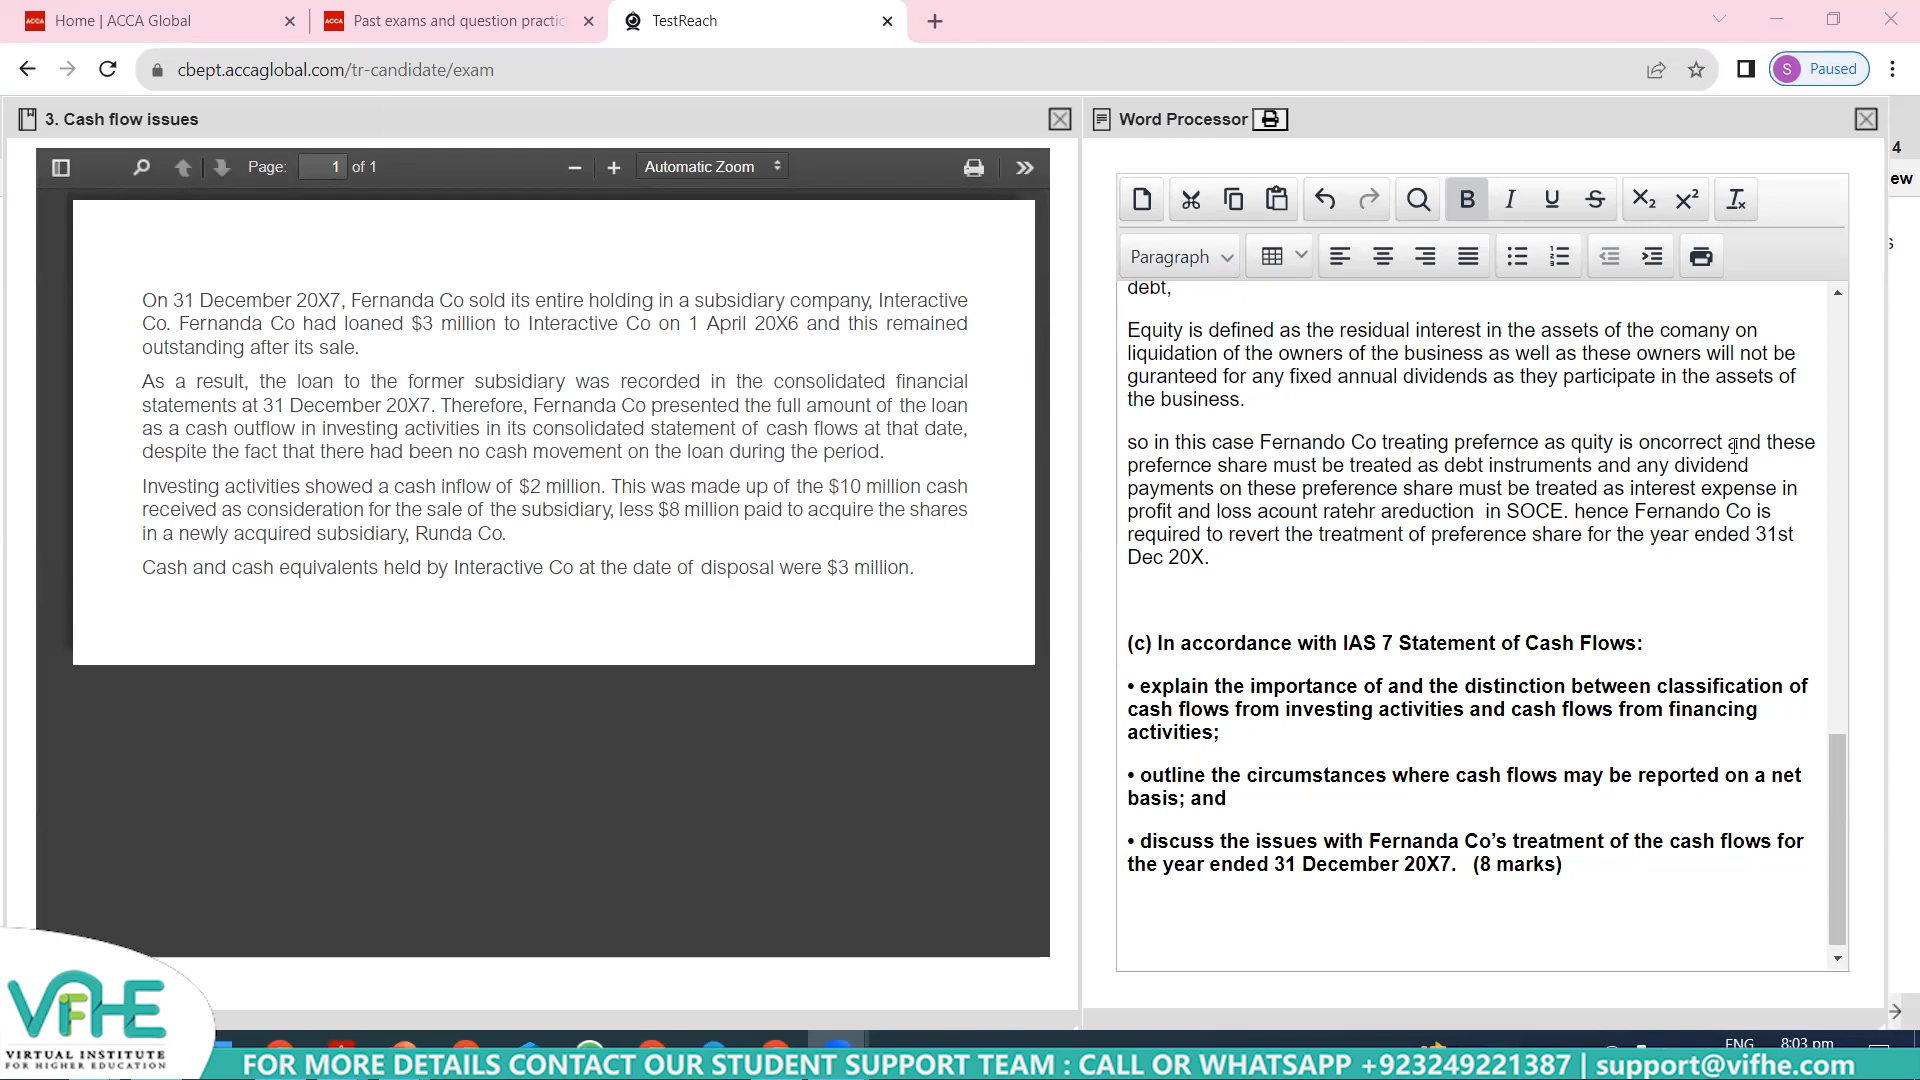 Home | ACCA Global
Past exams and question practic
TestReach
cbept.accaglobal.com/tr-candidate/exam
S Paused
3. Cash flow issues
Page: 1 of 1
Automatic Zoom
On 31 December 20X7, Fernanda Co sold its entire holding in a subsidiary company, Interactive
Co. Fernanda Co had loaned $3 million to Interactive Co on 1 April 20X6 and this remained
outstanding after its sale.
As a result, the loan to the former subsidiary was recorded in the consolidated financial
statements at 31 December 20X7. Therefore, Fernanda Co presented the full amount of the loan
as a cash outflow in investing activities in its consolidated statement of cash flows at that date,
despite the fact that there had been no cash movement on the loan during the period.
Investing activities showed a cash inflow of $2 million. This was made up of the $10 million cash
received as consideration for the sale of the subsidiary, less $8 million paid to acquire the shares
in a newly acquired subsidiary, Runda Co.
Cash and cash equivalents held by Interactive Co at the date of disposal were $3 million.
Word Processor
4
ew
s
B I U S X₂ X² Iₓ
Paragraph
debt,
Equity is defined as the residual interest in the assets of the comany on
liquidation of the owners of the business as well as these owners will not be
guranteed for any fixed annual dividends as they participate in the assets of
the business.
so in this case Fernando Co treating prefernce as quity is oncorrect and these
prefernce share must be treated as debt instruments and any dividend
payments on these preference share must be treated as interest expense in
profit and loss acount ratehr areduction  in SOCE. hence Fernando Co is
required to revert the treatment of preference share for the year ended 31st
Dec 20X.
(c) In accordance with IAS 7 Statement of Cash Flows:
• explain the importance of and the distinction between classification of
cash flows from investing activities and cash flows from financing
activities;
• outline the circumstances where cash flows may be reported on a net
basis; and
• discuss the issues with Fernanda Co’s treatment of the cash flows for
the year ended 31 December 20X7.   (8 marks)
VIFHE
VIRTUAL INSTITUTE
FOR HIGHER EDUCATION
ENG
8:03 pm
FOR MORE DETAILS CONTACT OUR STUDENT SUPPORT TEAM : CALL OR WHATSAPP +923249221387 | support@vifhe.com